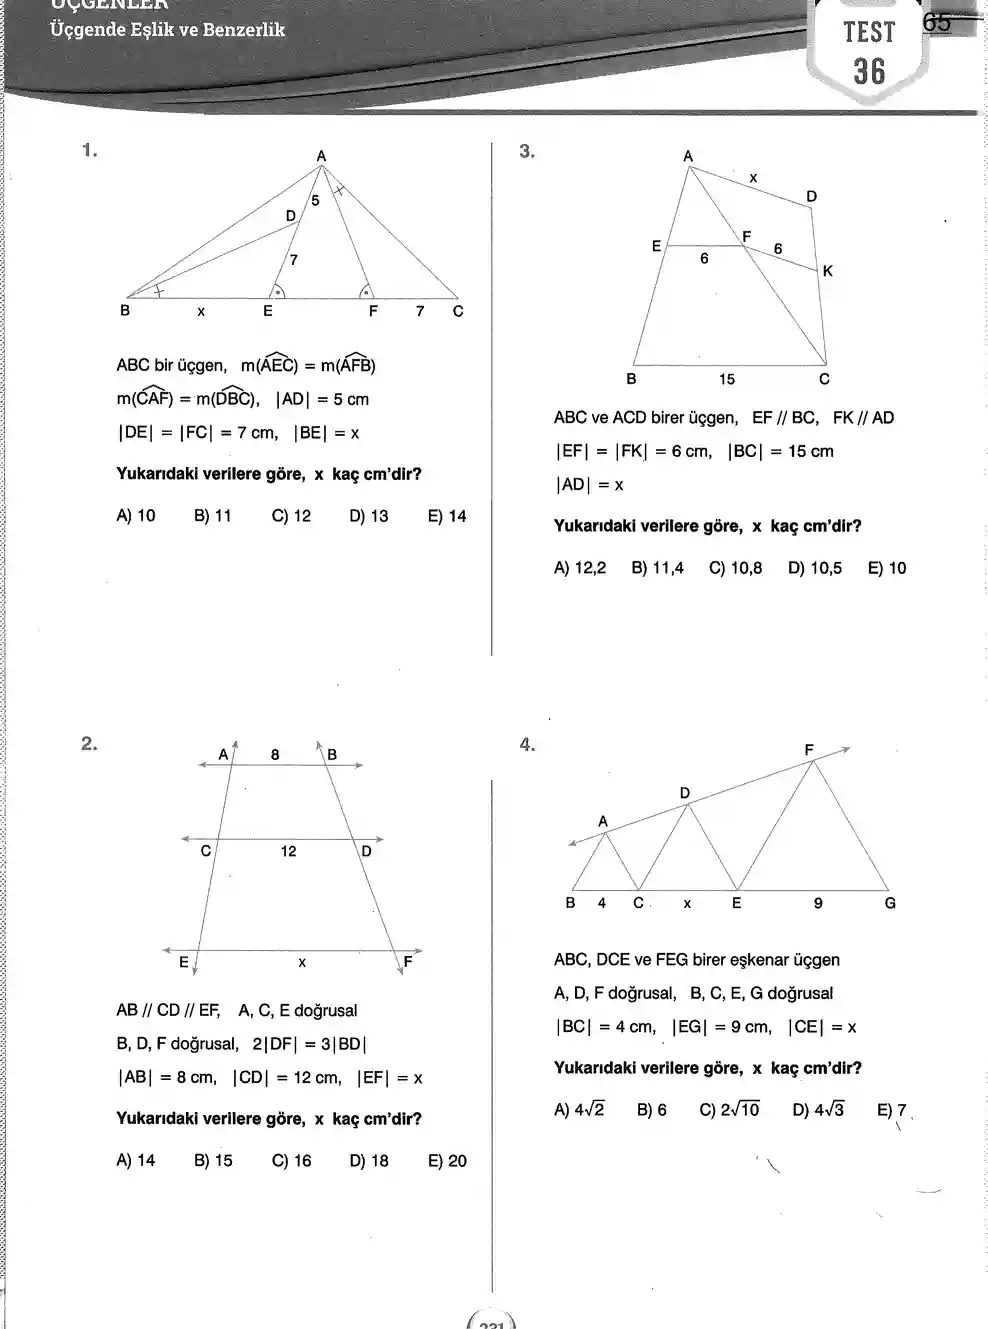 ÜÇGENLER
Üçgende Eşlik ve Benzerlik
TEST
36
65
1.
A
5
D
7
B
x
E
F
7
C
ABC bir üçgen, m(AEC) = m(AFB)
m(CAF) = m(DBC), |AD| = 5 cm
|DE| = |FC| = 7 cm, |BE| = x
Yukarıdaki verilere göre, x kaç cm'dir?
A) 10 B) 11 C) 12 D) 13 E) 14
2.
A 8 B
C 12 D
E x F
AB // CD // EF, A, C, E doğrusal
B, D, F doğrusal, 2|DF| = 3|BD|
|AB| = 8 cm, |CD| = 12 cm, |EF| = x
Yukarıdaki verilere göre, x kaç cm'dir?
A) 14 B) 15 C) 16 D) 18 E) 20
3.
A
x
D
E
F
6
6
K
B
15
C
ABC ve ACD birer üçgen, EF // BC, FK // AD
|EF| = |FK| = 6 cm, |BC| = 15 cm
|AD| = x
Yukarıdaki verilere göre, x kaç cm'dir?
A) 12,2 B) 11,4 C) 10,8 D) 10,5 E) 10
4.
F
D
A
B 4 C x E 9 G
ABC, DCE ve FEG birer eşkenar üçgen
A, D, F doğrusal, B, C, E, G doğrusal
|BC| = 4 cm, |EG| = 9 cm, |CE| = x
Yukarıdaki verilere göre, x kaç cm'dir?
A) 4√2 B) 6 C) 2√10 D) 4√3 E) 7
231